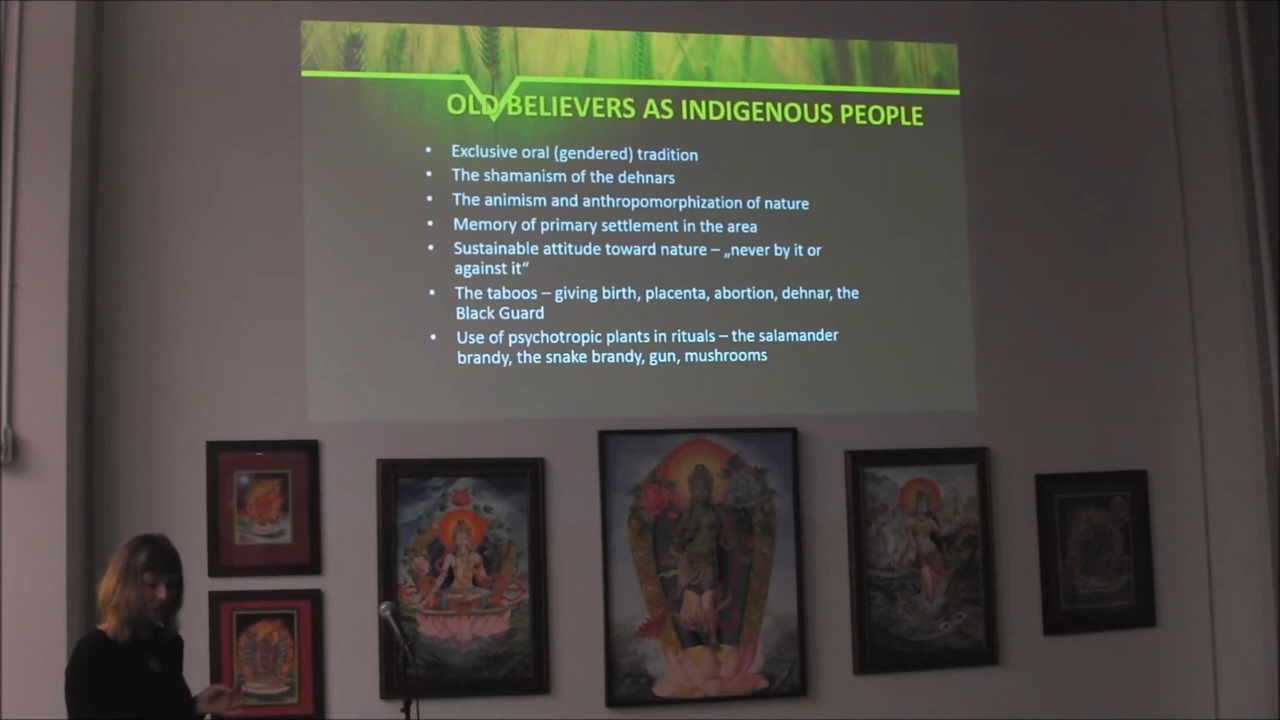 OLD BELIEVERS AS INDIGENOUS PEOPLE
• Exclusive oral (gendered) tradition
• The shamanism of the dehnars
• The animism and anthropomorphization of nature
• Memory of primary settlement in the area
• Sustainable attitude toward nature – „never by it or
against it“
• The taboos – giving birth, placenta, abortion, dehnar, the
Black Guard
• Use of psychotropic plants in rituals – the salamander
brandy, the snake brandy, gun, mushrooms